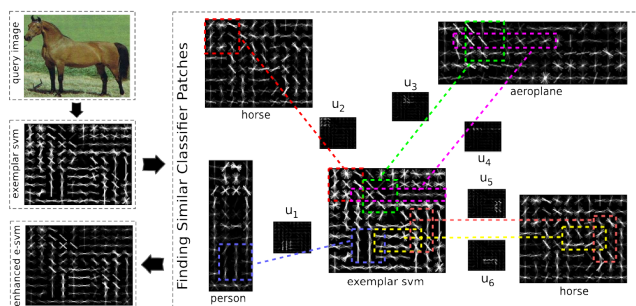 query image
exemplar svm
enhanced e-svm
Finding Similar Classifier Patches
horse
u2
u3
aeroplane
u4
person
u1
exemplar svm
u5
u6
horse